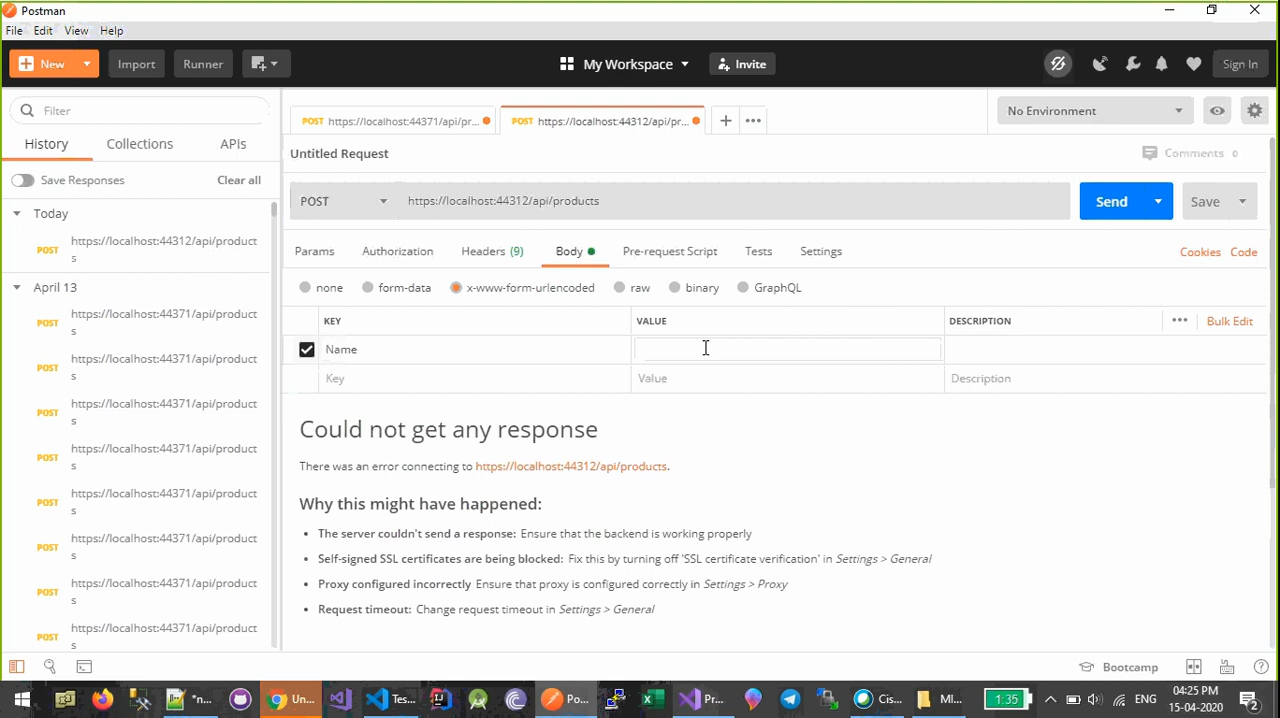 Postman
File Edit View Help
New Import Runner My Workspace Invite Sign In
Filter
History Collections APIs
Save Responses Clear all
Today
POST https://localhost:44312/api/product
s
April 13
POST https://localhost:44371/api/product
s
POST https://localhost:44371/api/product
s
POST https://localhost:44371/api/product
s
POST https://localhost:44371/api/product
s
POST https://localhost:44371/api/product
s
POST https://localhost:44371/api/product
s
POST https://localhost:44371/api/product
s
POST https://localhost:44371/api/product
s
POST https://localhost:44371/api/pr... POST https://localhost:44312/api/pr... No Environment
Untitled Request Comments 0
POST https://localhost:44312/api/products Send Save
Params Authorization Headers (9) Body Pre-request Script Tests Settings Cookies Code
none form-data x-www-form-urlencoded raw binary GraphQL
KEY VALUE DESCRIPTION Bulk Edit
Name
Key Value Description
Could not get any response
There was an error connecting to https://localhost:44312/api/products.
Why this might have happened:
The server couldn't send a response: Ensure that the backend is working properly
Self-signed SSL certificates are being blocked: Fix this by turning off 'SSL certificate verification' in Settings > General
Proxy configured incorrectly Ensure that proxy is configured correctly in Settings > Proxy
Request timeout: Change request timeout in Settings > General
Bootcamp
*n... Un... Tes... Po... Pr... Cis... MI... 1:35 ENG 04:25 PM
15-04-2020 2